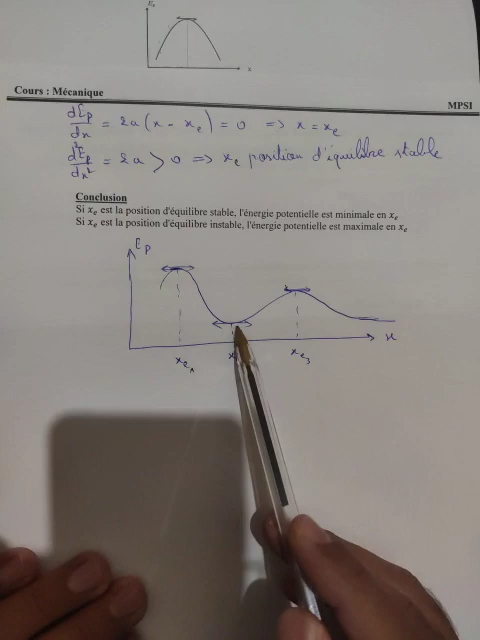 Cours : Mécanique
MPSI
dEp/dx = 2a(x - xₑ) = 0 ⇒ x = xₑ
d²Ep/dx² = 2a > 0 ⇒ xₑ position d'équilibre stable
Conclusion
Si xₑ est la position d'équilibre stable, l'énergie potentielle est minimale en xₑ
Si xₑ est la position d'équilibre instable, l'énergie potentielle est maximale en xₑ
Ep
x
xₑ₁ x xₑ₃